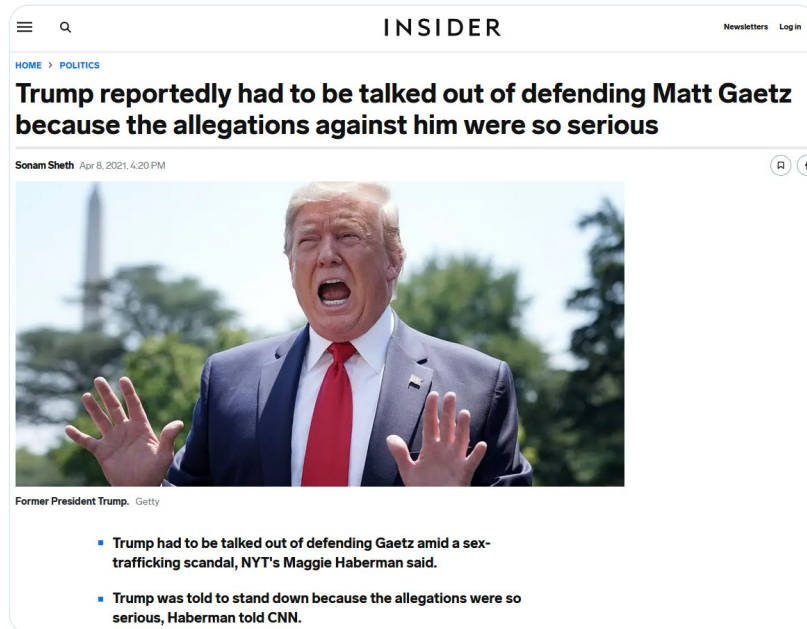 INSIDER
Newsletters Log in
HOME > POLITICS
Trump reportedly had to be talked out of defending Matt Gaetz
because the allegations against him were so serious
Sonam Sheth Apr 8, 2021, 4:20 PM
Former President Trump. Getty
Trump had to be talked out of defending Gaetz amid a sex-
trafficking scandal, NYT's Maggie Haberman said.
Trump was told to stand down because the allegations were so
serious, Haberman told CNN.